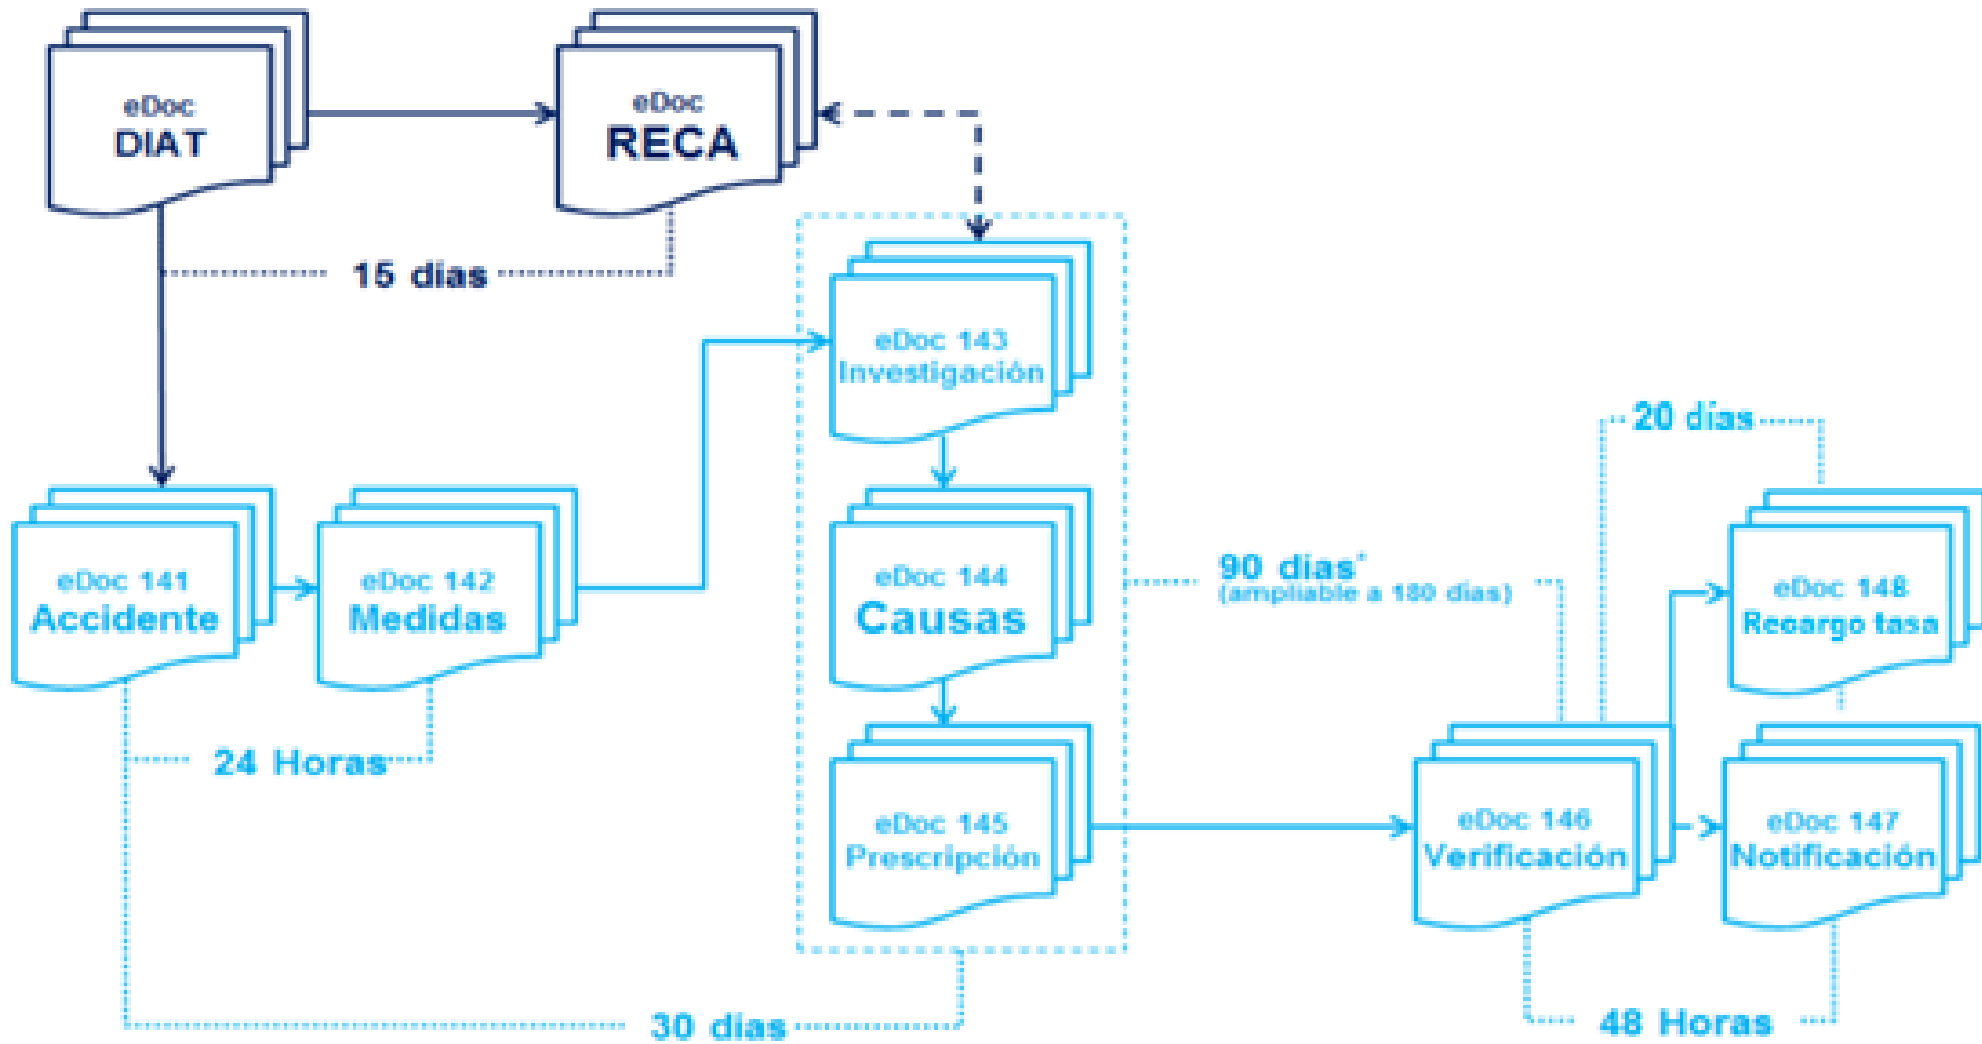 eDoc
DIAT
eDoc
RECA
15 días
eDoc 143
Investigación
20 días
eDoc 141
Accidente
eDoc 142
Medidas
eDoc 144
Causas
90 días*
(ampliable a 180 días)
eDoc 148
Recargo tasa
24 Horas
eDoc 145
Prescripción
eDoc 146
Verificación
eDoc 147
Notificación
30 días
48 Horas